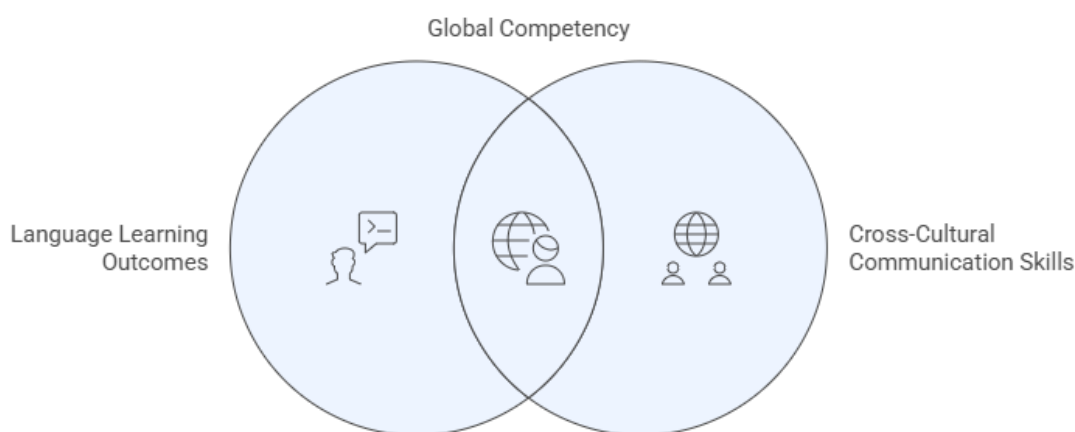 Global Competency
Language Learning
Outcomes
Cross-Cultural
Communication Skills